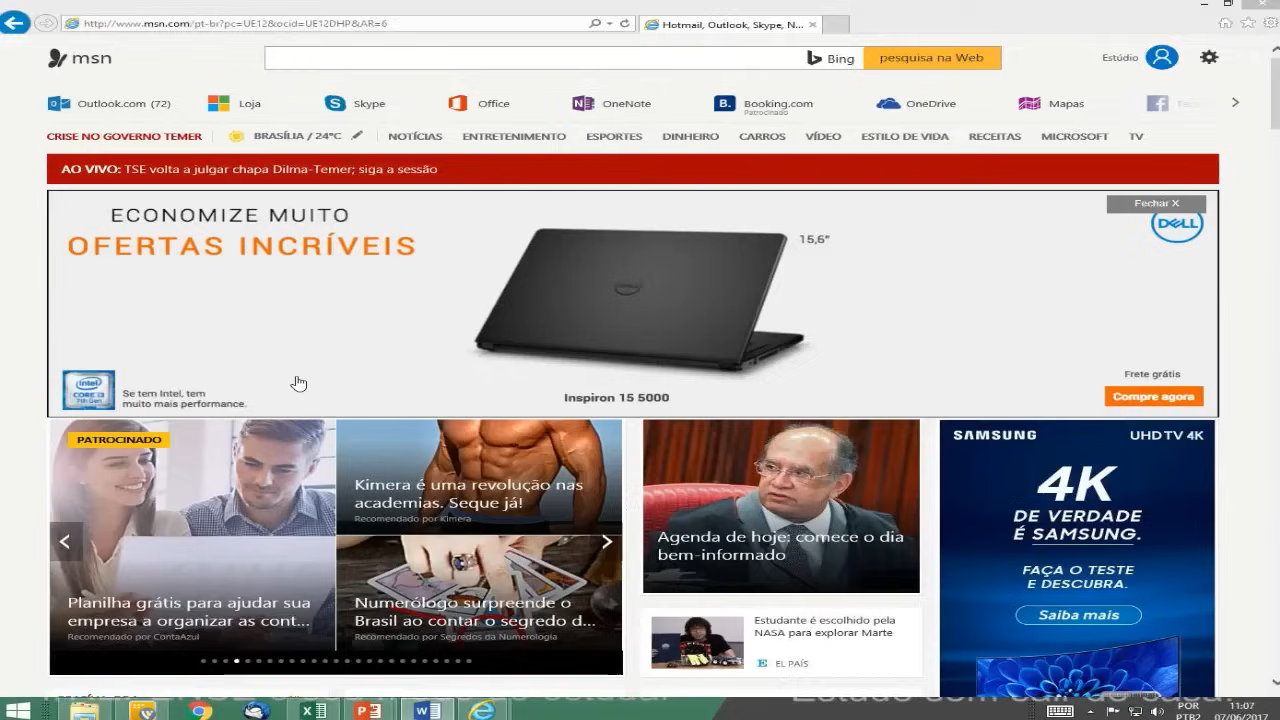 http://www.msn.com/pt-br?pc=UE12&ocid=UE12DHP&AR=6
Hotmail, Outlook, Skype, N...
msn
Bing
pesquisa na Web
Estúdio
Outlook.com (72)
Loja
Skype
Office
OneNote
Booking.com
Patrocinado
OneDrive
Mapas
CRISE NO GOVERNO TEMER
BRASÍLIA / 24°C
NOTÍCIAS
ENTRETENIMENTO
ESPORTES
DINHEIRO
CARROS
VÍDEO
ESTILO DE VIDA
RECEITAS
MICROSOFT
TV
AO VIVO: TSE volta a julgar chapa Dilma-Temer; siga a sessão
Fechar X
ECONOMIZE MUITO
OFERTAS INCRÍVEIS
15,6"
DELL
intel
CORE i3
7th Gen
Se tem Intel, tem
muito mais performance.
Inspiron 15 5000
Frete grátis
Compre agora
PATROCINADO
Planilha grátis para ajudar sua
empresa a organizar as cont...
Recomendado por ContaAzul
Kimera é uma revolução nas
academias. Seque já!
Recomendado por Kimera
Numerólogo surpreende o
Brasil ao contar o segredo d...
Recomendado por Segredos da Numerologia
Agenda de hoje: comece o dia
bem-informado
Estudante é escolhido pela
NASA para explorar Marte
E EL PAÍS
SAMSUNG
UHD TV 4K
4K
DE VERDADE
É SAMSUNG.
FAÇA O TESTE
E DESCUBRA.
Saiba mais
POR
PTB2
11:07
07/06/2017